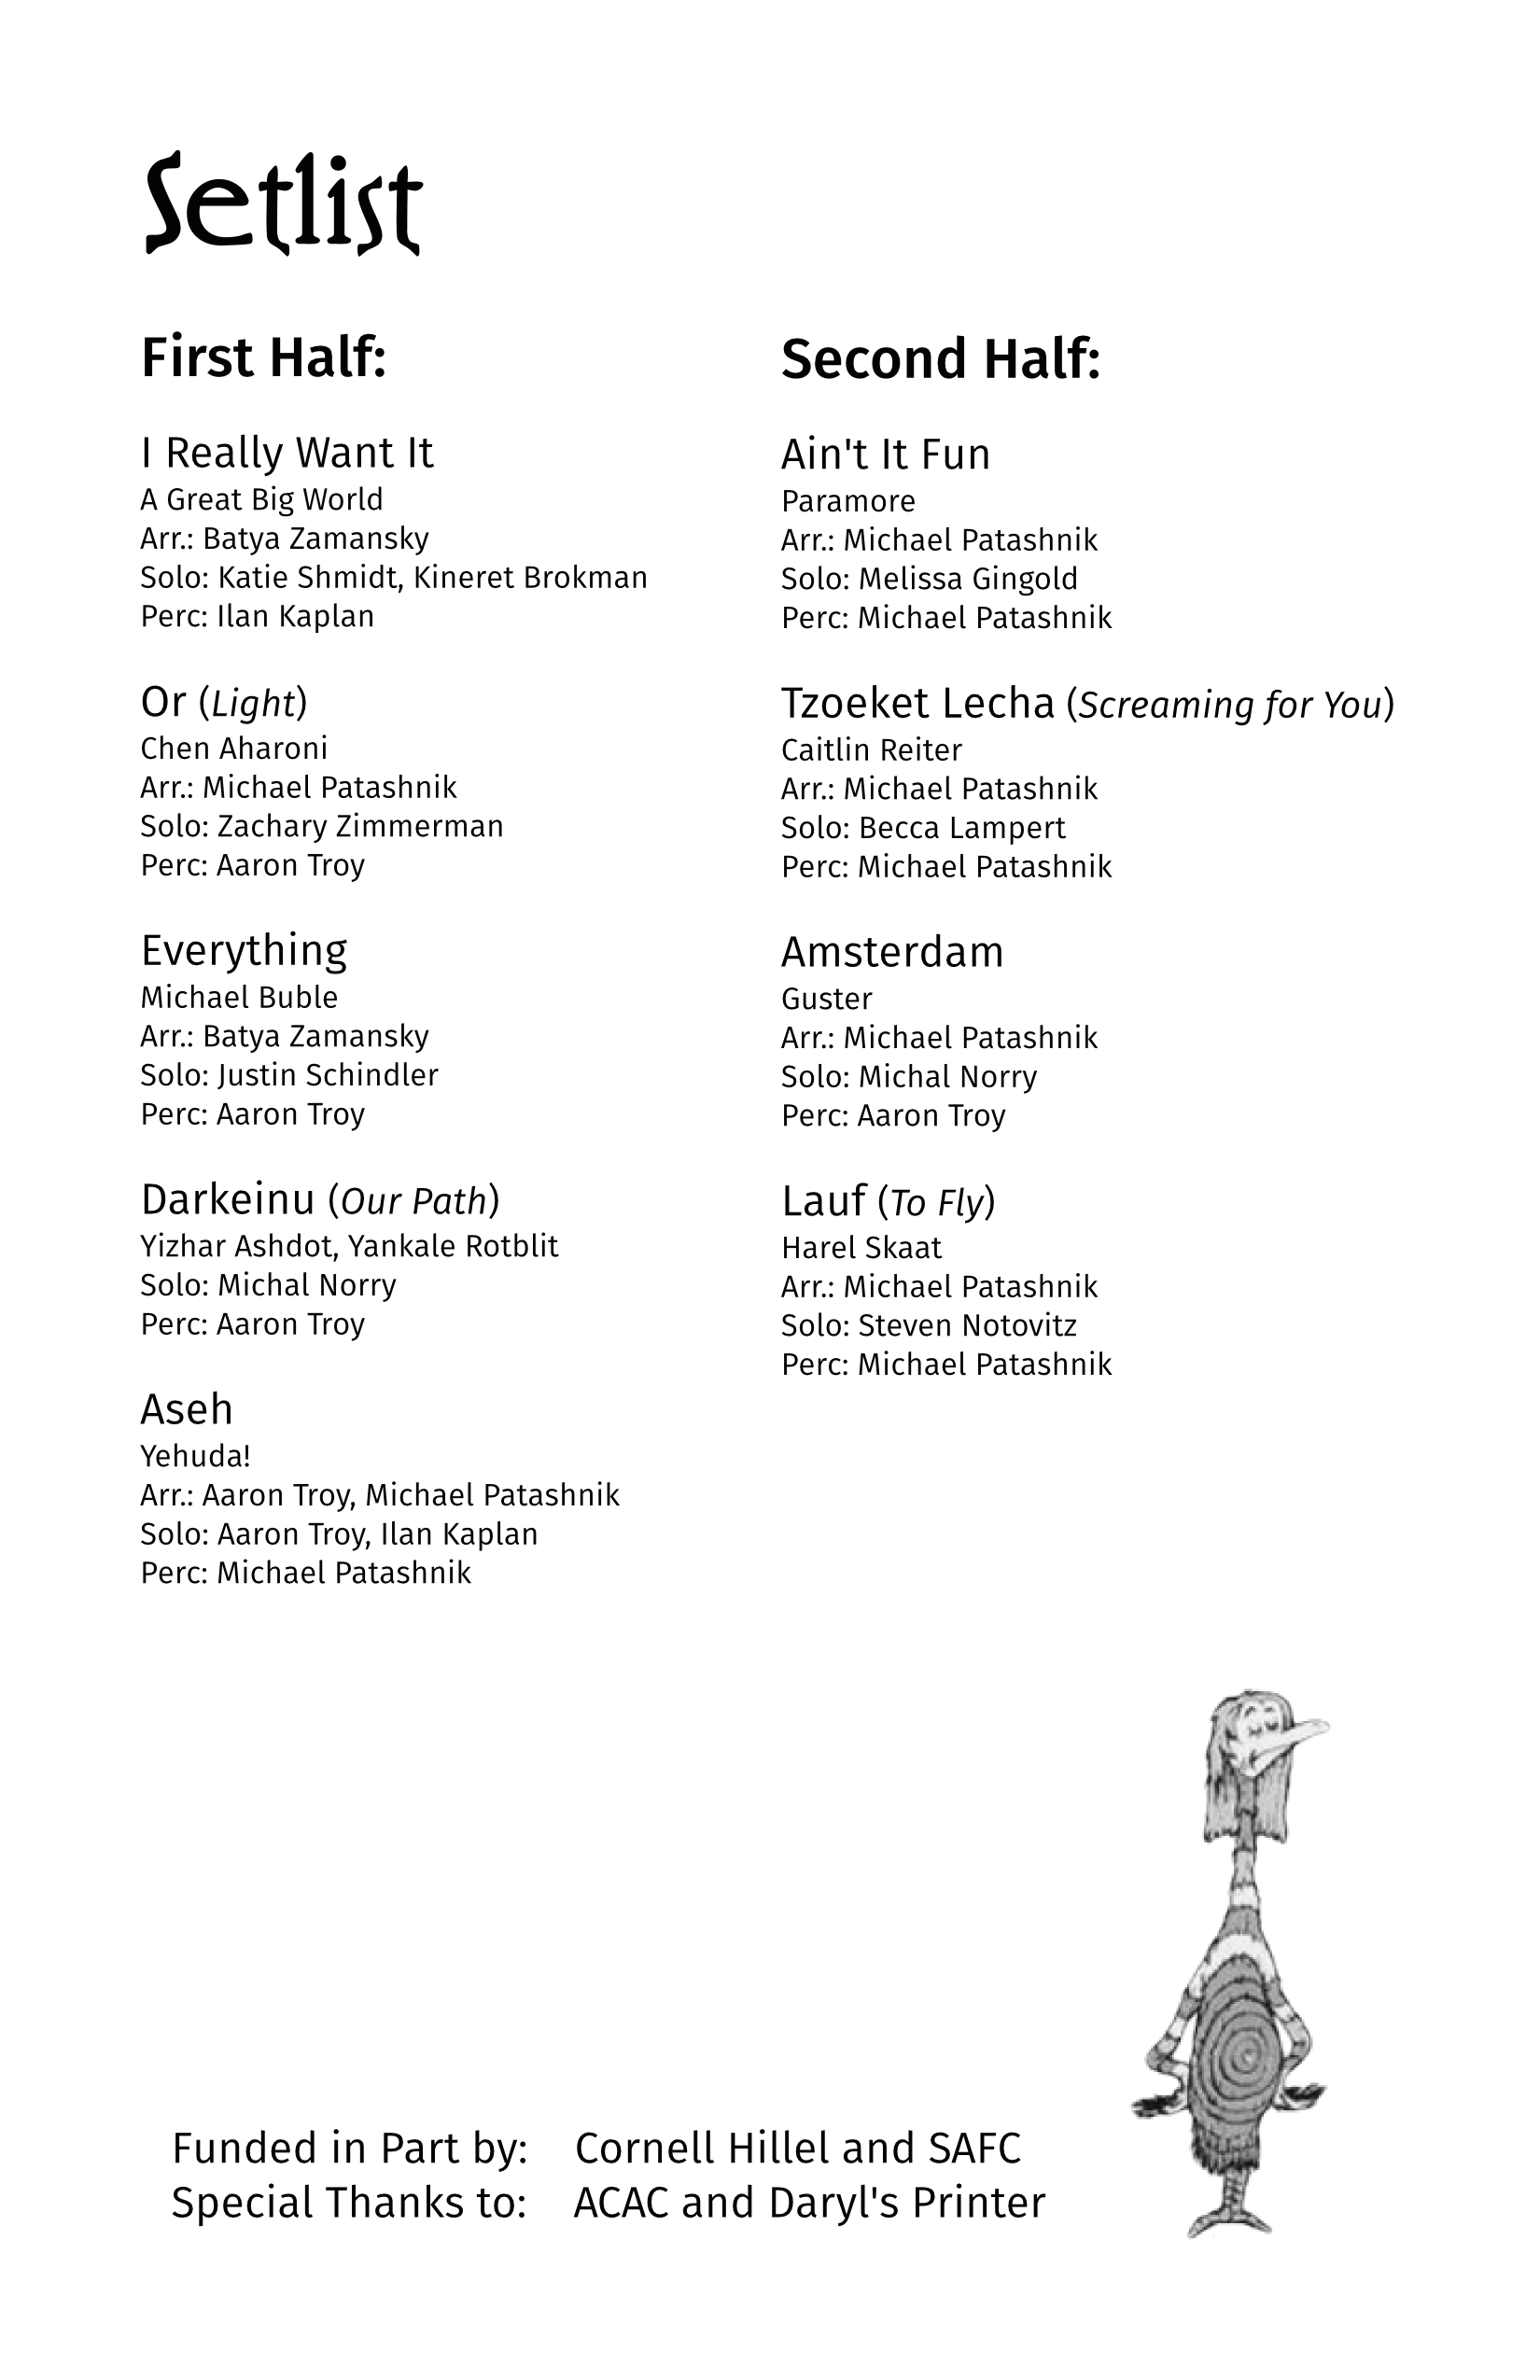 Setlist
First Half:
I Really Want It
A Great Big World
Arr.: Batya Zamansky
Solo: Katie Shmidt, Kineret Brokman
Perc: Ilan Kaplan
Or (Light)
Chen Aharoni
Arr.: Michael Patashnik
Solo: Zachary Zimmerman
Perc: Aaron Troy
Everything
Michael Buble
Arr.: Batya Zamansky
Solo: Justin Schindler
Perc: Aaron Troy
Darkeinu (Our Path)
Yizhar Ashdot, Yankale Rotblit
Solo: Michal Norry
Perc: Aaron Troy
Aseh
Yehuda!
Arr.: Aaron Troy, Michael Patashnik
Solo: Aaron Troy, Ilan Kaplan
Perc: Michael Patashnik
Second Half:
Ain't It Fun
Paramore
Arr.: Michael Patashnik
Solo: Melissa Gingold
Perc: Michael Patashnik
Tzoeket Lecha (Screaming for You)
Caitlin Reiter
Arr.: Michael Patashnik
Solo: Becca Lampert
Perc: Michael Patashnik
Amsterdam
Guster
Arr.: Michael Patashnik
Solo: Michal Norry
Perc: Aaron Troy
Lauf (To Fly)
Harel Skaat
Arr.: Michael Patashnik
Solo: Steven Notovitz
Perc: Michael Patashnik
Funded in Part by: Cornell Hillel and SAFC
Special Thanks to: ACAC and Daryl's Printer